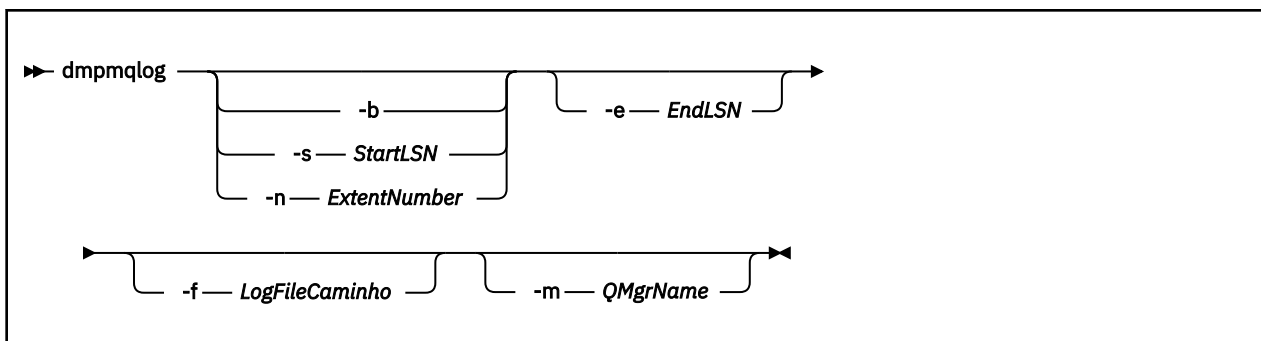 dmpmqlog
-b
-e EndLSN
-s StartLSN
-n ExtentNumber
-f LogFileCaminho
-m QMgrName